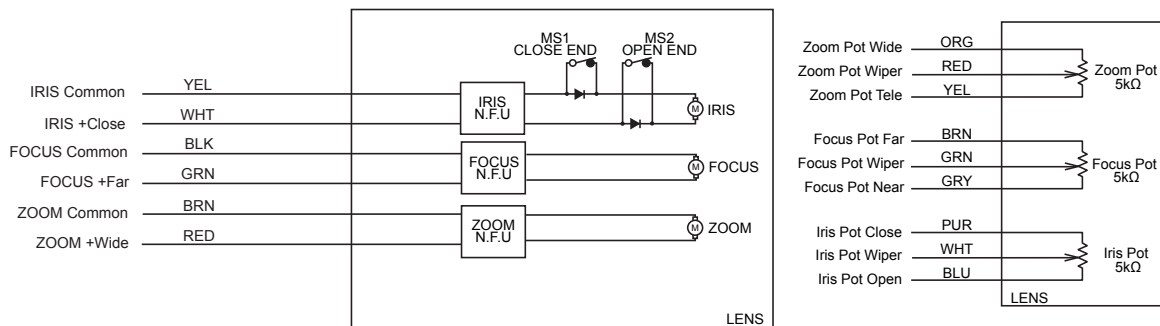 MS1
CLOSE END
MS2
OPEN END
IRIS Common YEL
IRIS +Close WHT
IRIS
N.F.U
M
IRIS
FOCUS Common BLK
FOCUS +Far GRN
FOCUS
N.F.U
M
FOCUS
ZOOM Common BRN
ZOOM +Wide RED
ZOOM
N.F.U
M
ZOOM
LENS
Zoom Pot Wide ORG
Zoom Pot Wiper RED
Zoom Pot Tele YEL
Zoom Pot
5kΩ
Focus Pot Far BRN
Focus Pot Wiper GRN
Focus Pot Near GRY
Focus Pot
5kΩ
Iris Pot Close PUR
Iris Pot Wiper WHT
Iris Pot Open BLU
Iris Pot
5kΩ
LENS